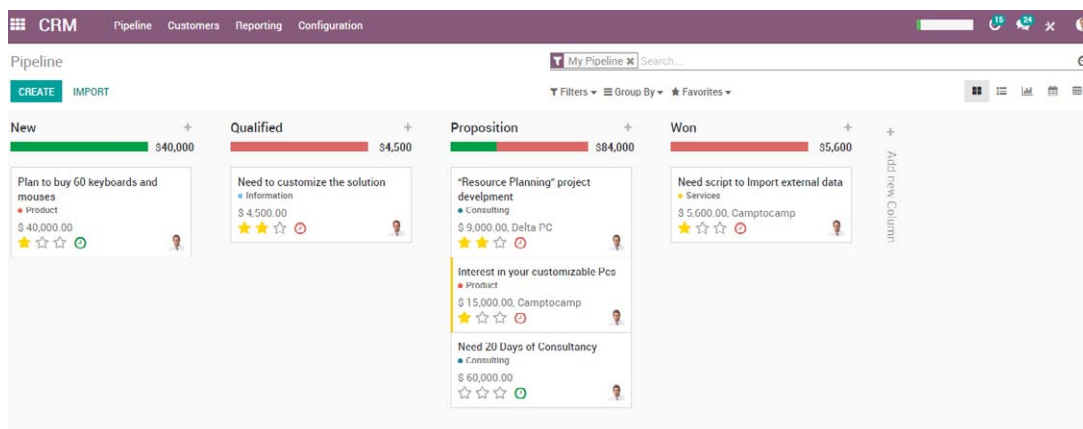 CRM Pipeline Customers Reporting Configuration 15 24
Pipeline My Pipeline ✖ Search...
CREATE IMPORT Filters Group By Favorites
New +
$40,000
Plan to buy 60 keyboards and
mouses
Product
$ 40,000.00
Qualified +
$4,500
Need to customize the solution
Information
$ 4,500.00
Proposition +
$84,000
"Resource Planning" project
develpment
Consulting
$ 9,000.00, Delta PC
Interest in your customizable Pcs
Product
$ 15,000.00, Camptocamp
Need 20 Days of Consultancy
Consulting
$ 60,000.00
Won +
$5,600
Need script to Import external data
Services
$ 5,600.00, Camptocamp
+ Add new Column